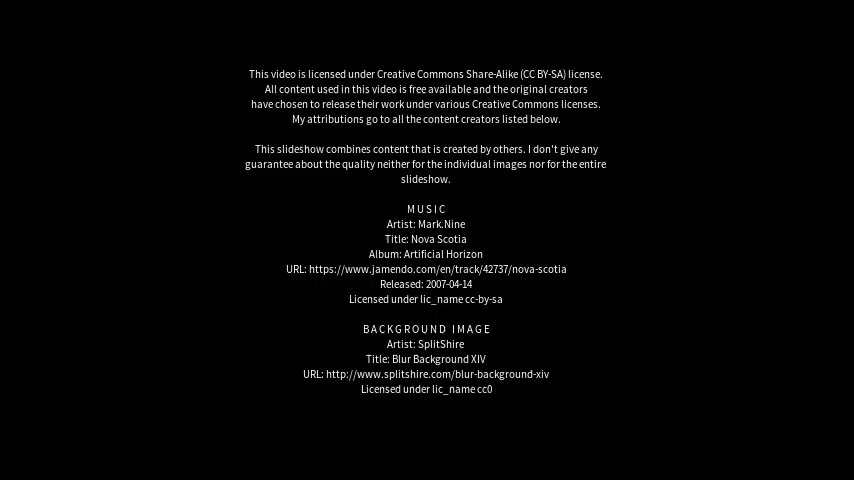 This video is licensed under Creative Commons Share-Alike (CC BY-SA) license.
All content used in this video is free available and the original creators
have chosen to release their work under various Creative Commons licenses.
My attributions go to all the content creators listed below.
This slideshow combines content that is created by others. I don't give any
guarantee about the quality neither for the individual images nor for the entire
slideshow.
MUSIC
Artist: Mark.Nine
Title: Nova Scotia
Album: Artificial Horizon
URL: https://www.jamendo.com/en/track/42737/nova-scotia
Released: 2007-04-14
Licensed under lic_name cc-by-sa
BACKGROUND IMAGE
Artist: SplitShire
Title: Blur Background XIV
URL: http://www.splitshire.com/blur-background-xiv
Licensed under lic_name cc0